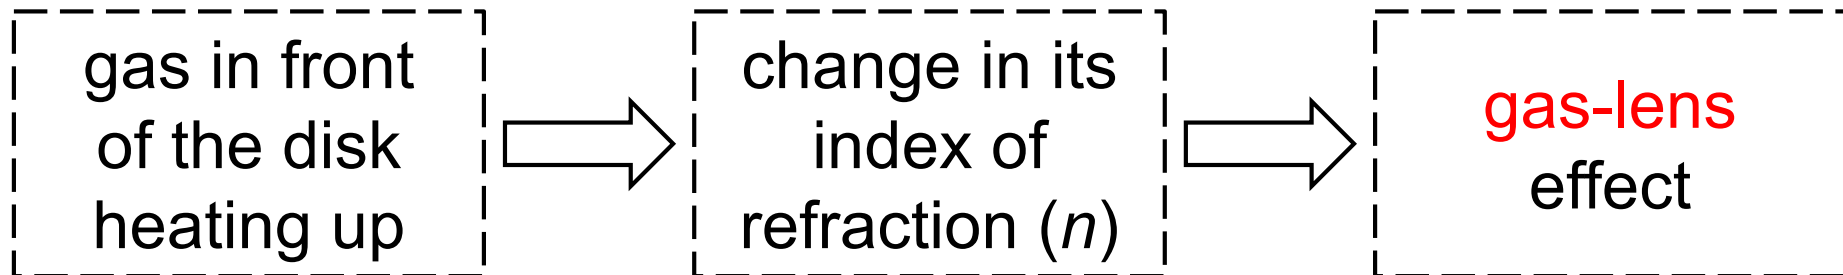 gas in front
of the disk
heating up
change in its
index of
refraction (n)
gas-lens
effect